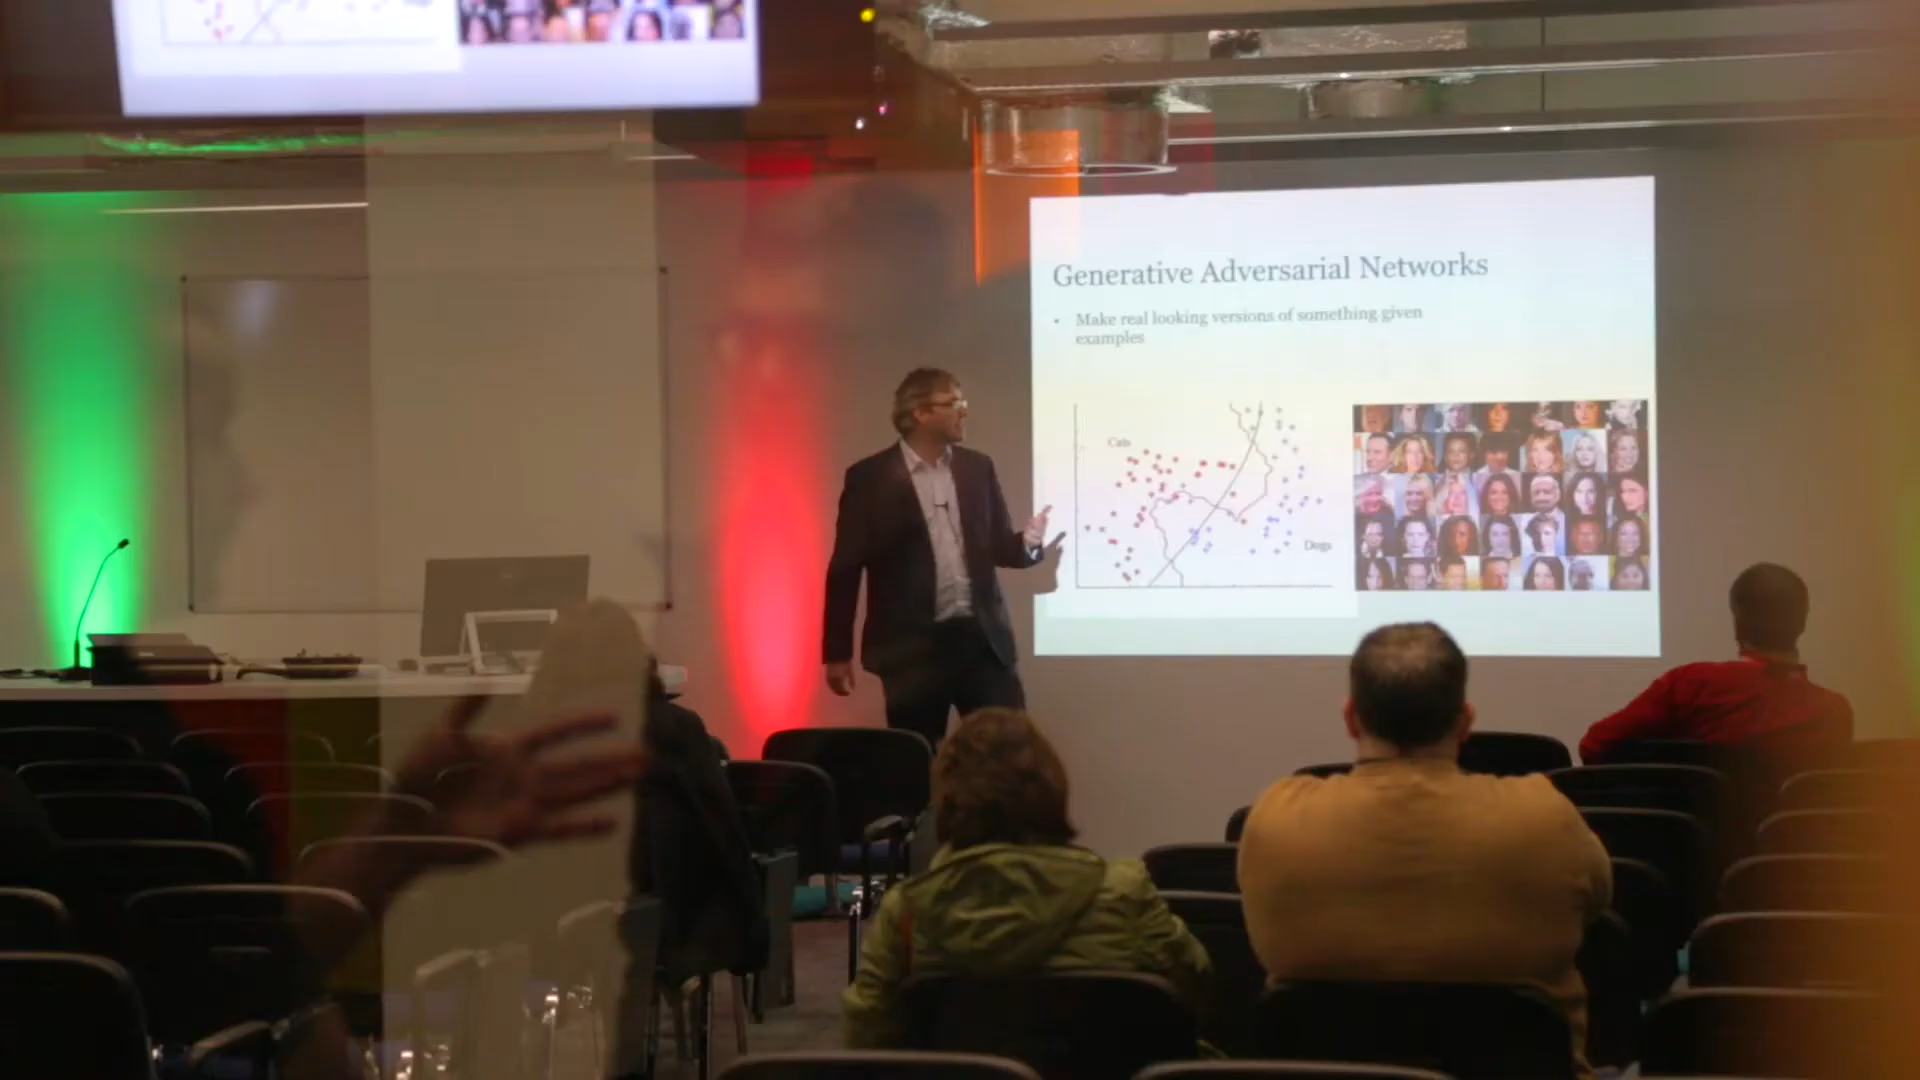 Generative Adversarial Networks
• Make real looking versions of something given
examples
Cats
Dogs